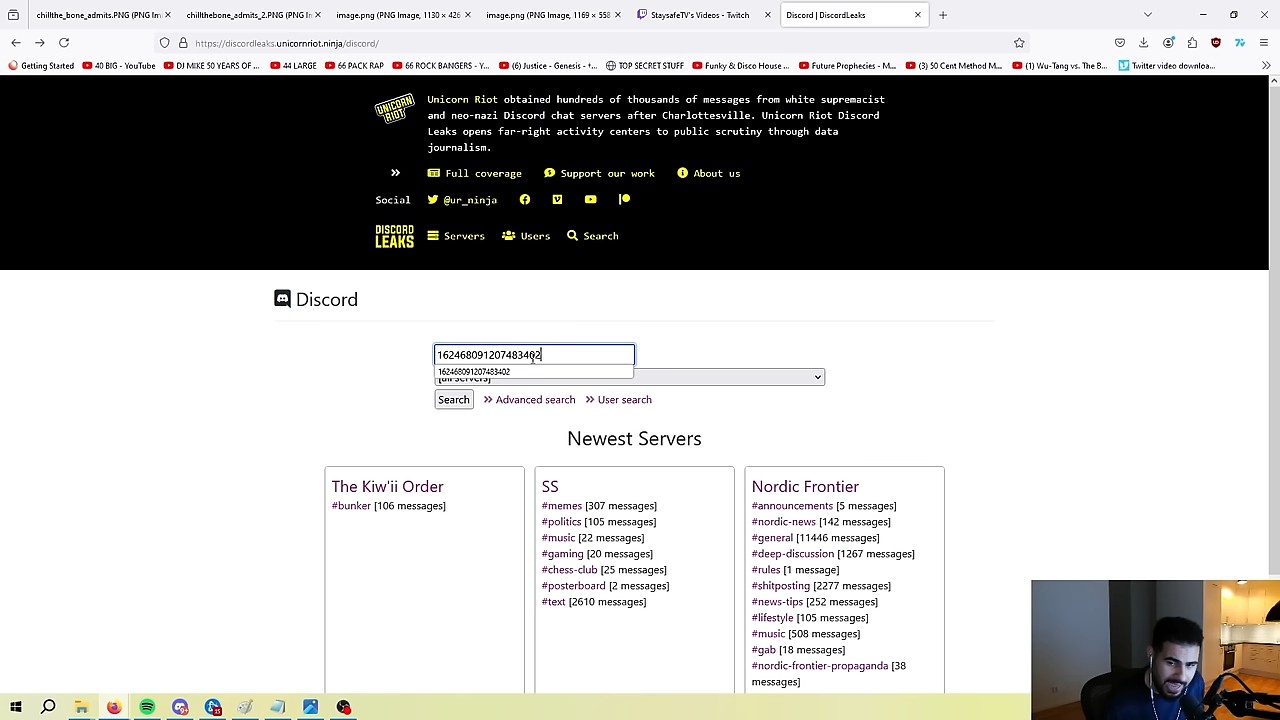 chillthe_bone_admits.PNG (PNG Im
chillthebone_admits_2.PNG (PNG In
image.png (PNG Image, 1130 × 426
image.png (PNG Image, 1169 × 558
StaysafeTV's Videos - Twitch
Discord | DiscordLeaks
https://discordleaks.unicornriot.ninja/discord/
Getting Started
40 BIG - YouTube
DJ MIKE 50 YEARS OF ...
44 LARGE
66 PACK RAP
66 ROCK BANGERS - Y...
(6) Justice - Genesis - +...
TOP SECRET STUFF
Funky & Disco House ...
Future Prophecies - M...
(3) 50 Cent Method M...
(1) Wu-Tang vs. The B...
Twitter video downloa...
UNICORN RIOT
Unicorn Riot obtained hundreds of thousands of messages from white supremacist
and neo-nazi Discord chat servers after Charlottesville. Unicorn Riot Discord
Leaks opens far-right activity centers to public scrutiny through data
journalism.
Full coverage
Support our work
About us
Social
@ur_ninja
DISCORD LEAKS
Servers
Users
Search
Discord
162468091207483402
162468091207483402
[all servers]
Search
Advanced search
User search
Newest Servers
The Kiw'ii Order
#bunker [106 messages]
SS
#memes [307 messages]
#politics [105 messages]
#music [22 messages]
#gaming [20 messages]
#chess-club [25 messages]
#posterboard [2 messages]
#text [2610 messages]
Nordic Frontier
#announcements [5 messages]
#nordic-news [142 messages]
#general [11446 messages]
#deep-discussion [1267 messages]
#rules [1 message]
#shitposting [2277 messages]
#news-tips [252 messages]
#lifestyle [105 messages]
#music [508 messages]
#gab [18 messages]
#nordic-frontier-propaganda [38
messages]